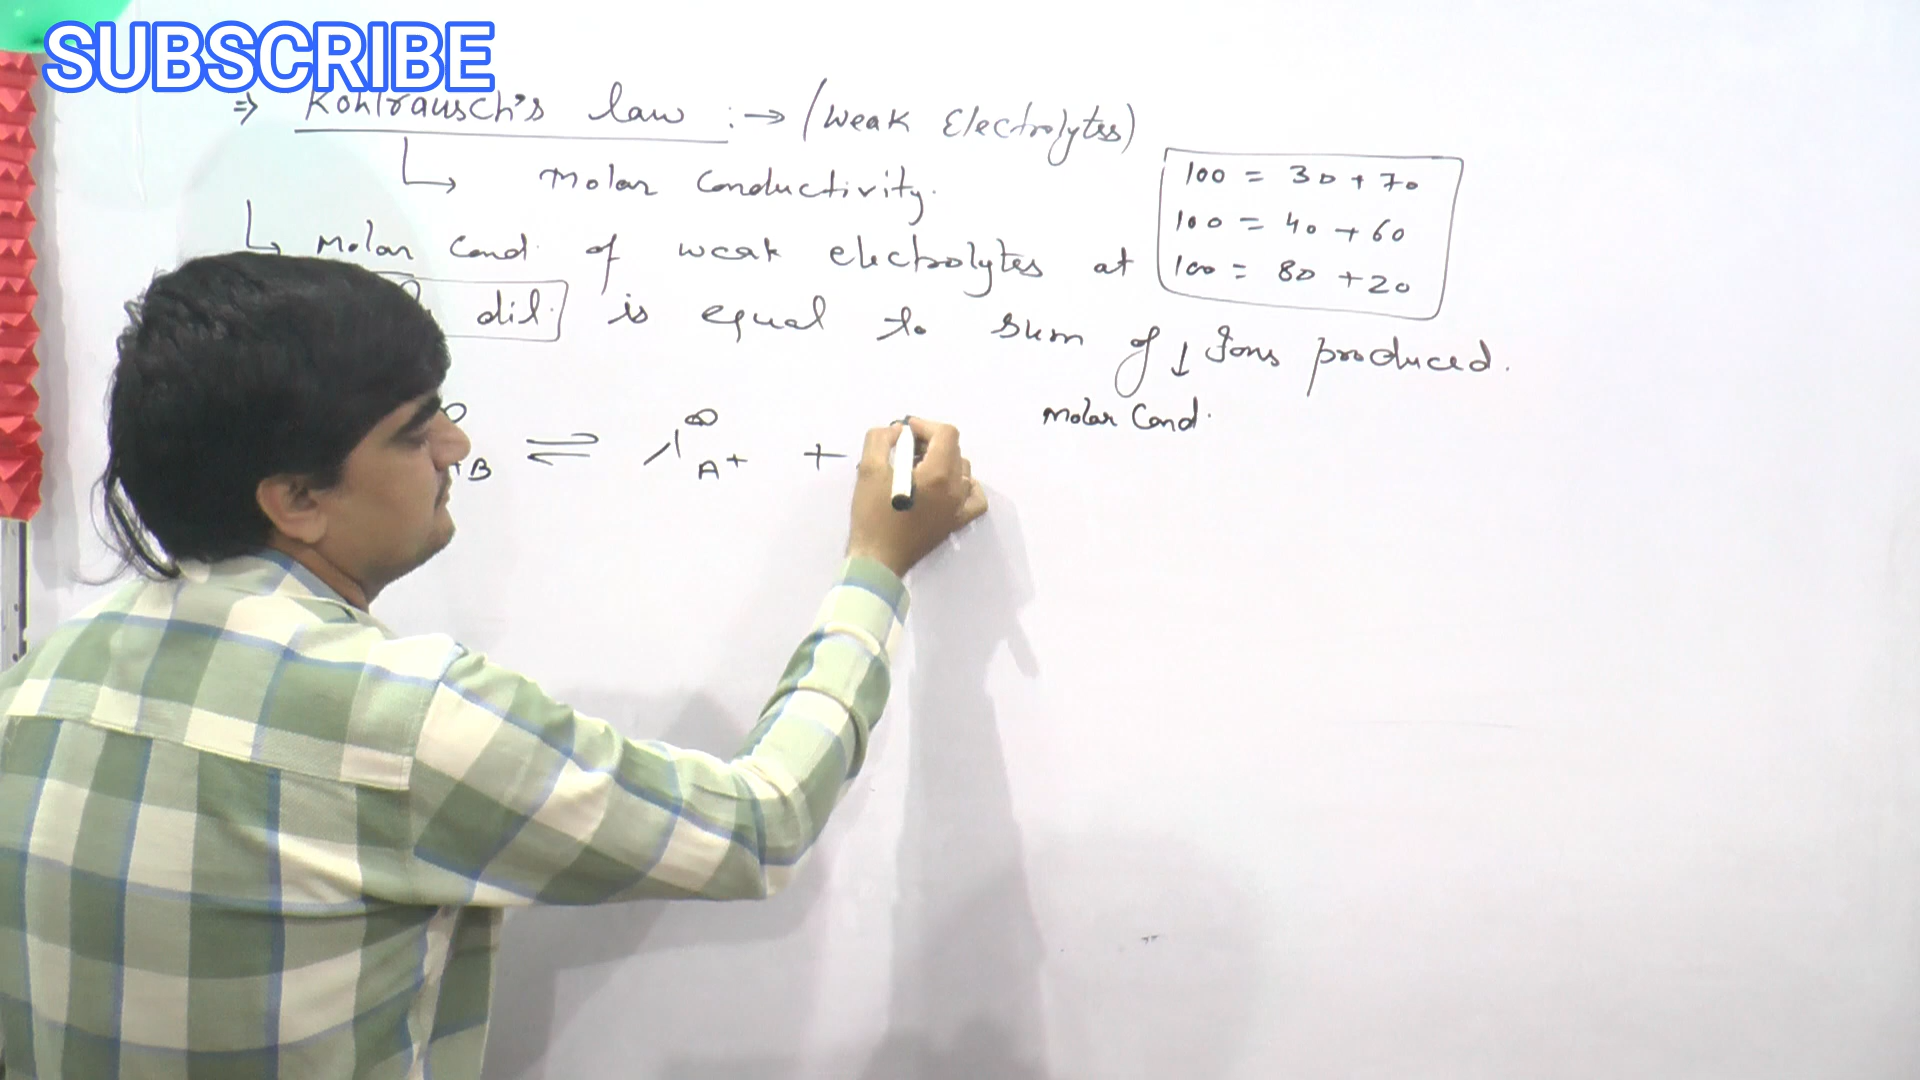 SUBSCRIBE
⇒ Kohlrausch's law :→ (Weak Electrolytes)
↳ Molar Conductivity.
↳ Molar Cond. of weak electrolytes at
dil. is equal to sum of ↓ Ions produced.
Molar Cond.
100 = 30 + 70
100 = 40 + 60
100 = 80 + 20
∞ +B ⇌ Λ∞ A+ +